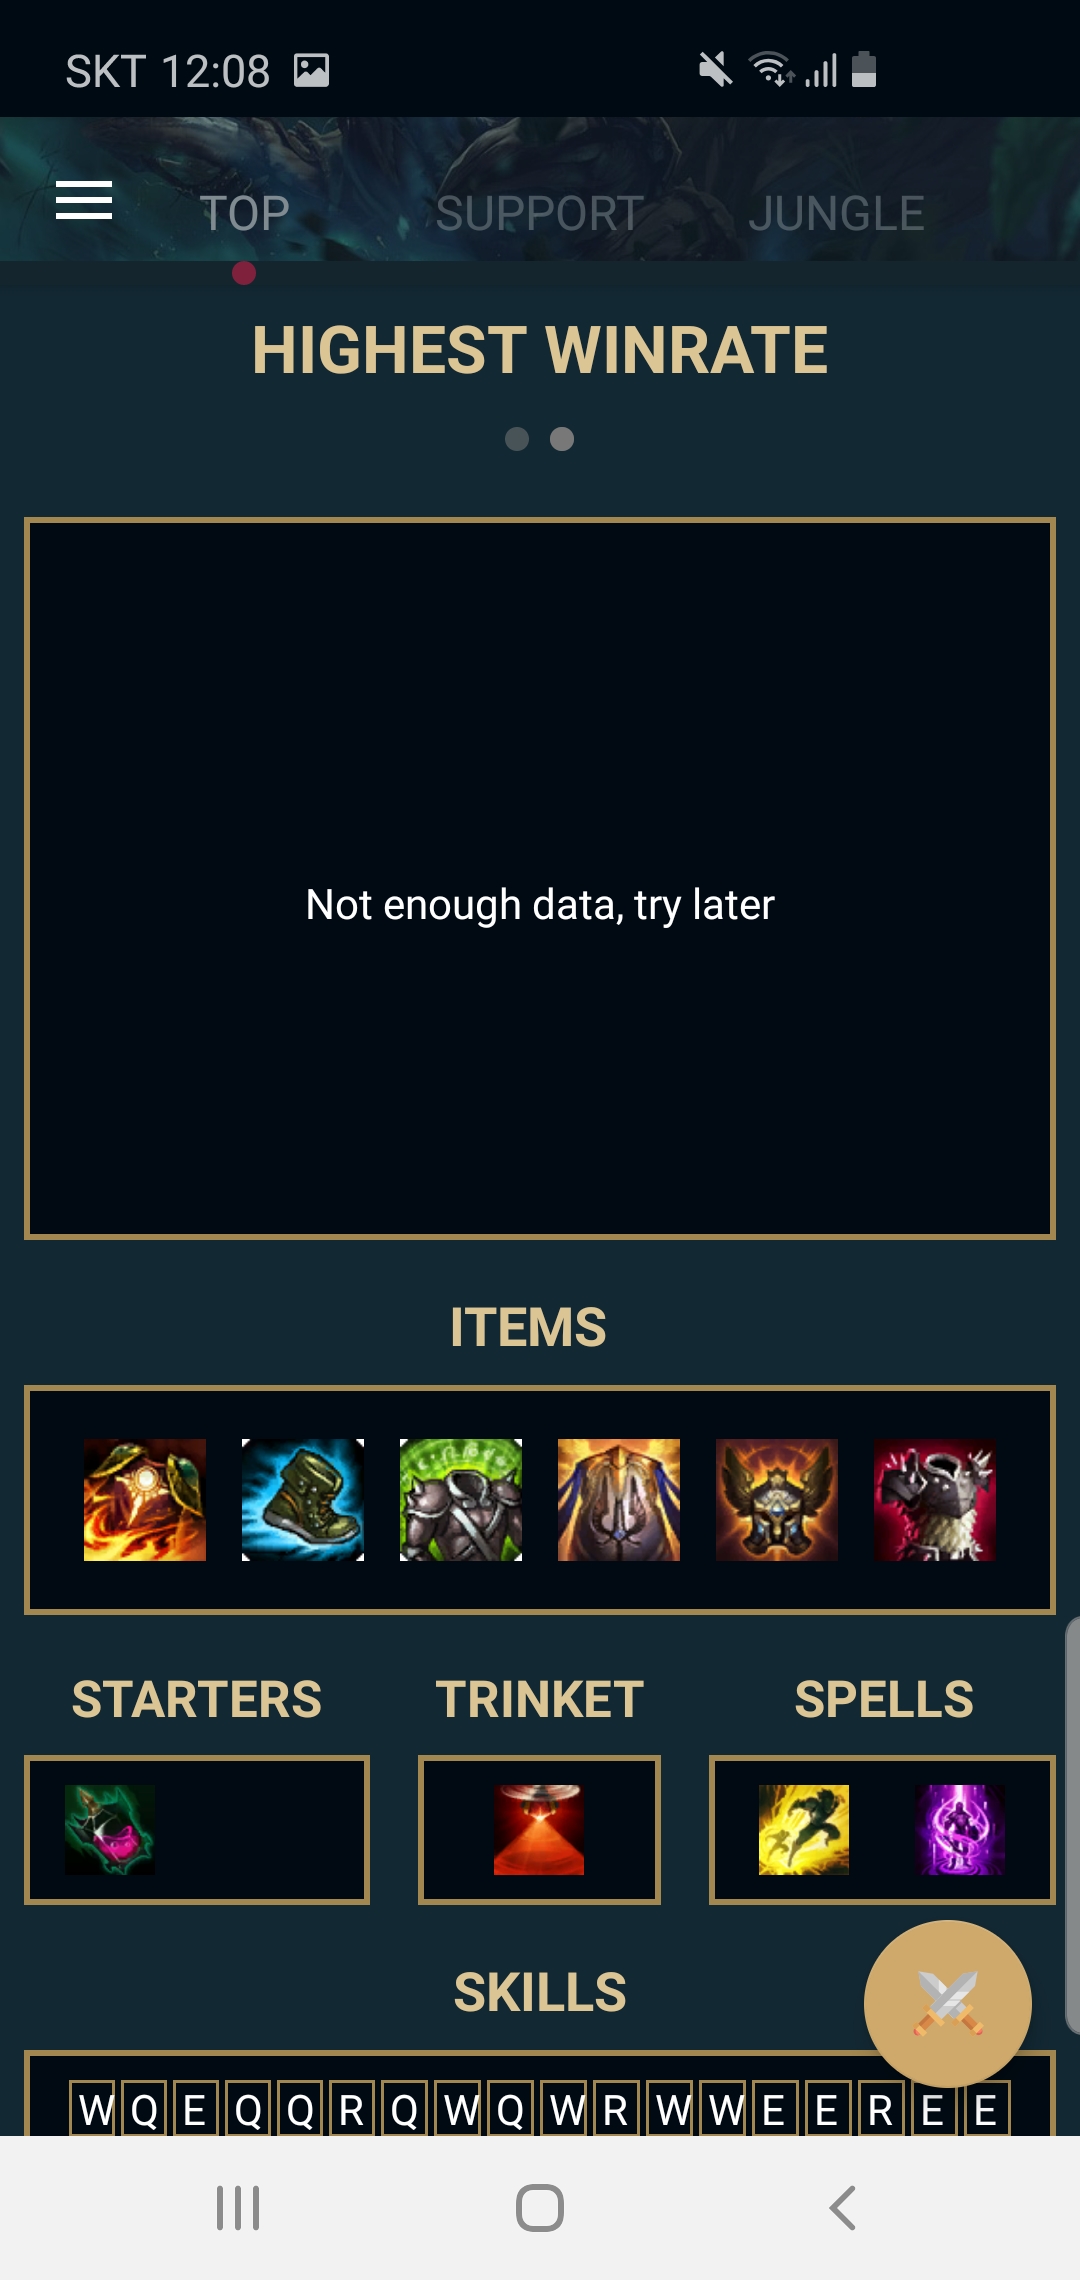 SKT 12:08
TOP SUPPORT JUNGLE
HIGHEST WINRATE
Not enough data, try later
ITEMS
STARTERS TRINKET SPELLS
SKILLS
W Q E Q Q R Q W Q W R W W E E R E E